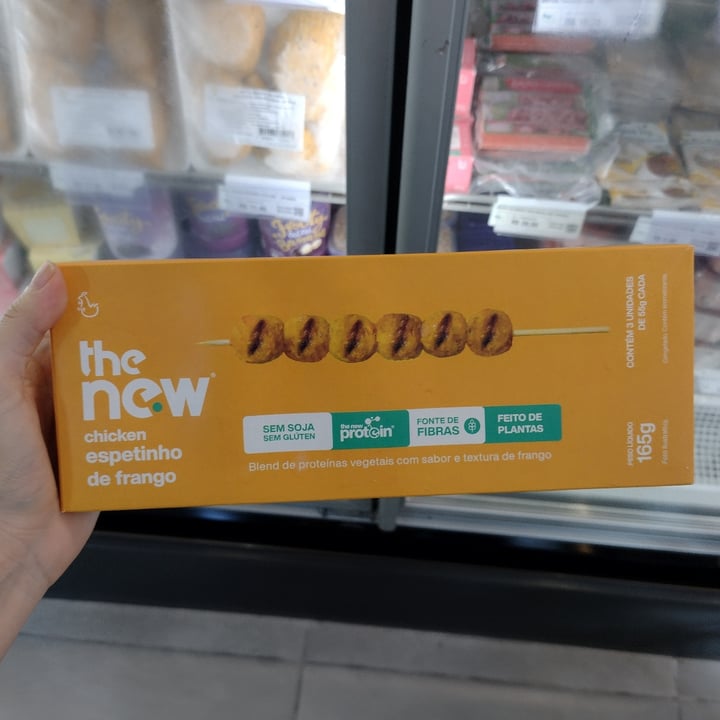 the
new®
chicken
espetinho
de frango
SEM SOJA
SEM GLÚTEN
the new
protein®
FONTE DE
FIBRAS
FEITO DE
PLANTAS
Blend de proteínas vegetais com sabor e textura de frango
CONTÉM 3 UNIDADES
DE 55g CADA
PESO LÍQUIDO
165g